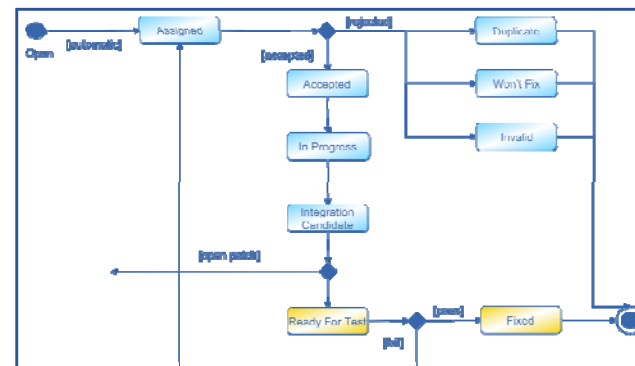 Open
[automatic]
Assigned
[rejected]
[accepted]
Duplicate
Accepted
Won't Fix
In Progress
Invalid
Integration
Candidate
[open patch]
Ready For Test
[pass]
Fixed
[fail]